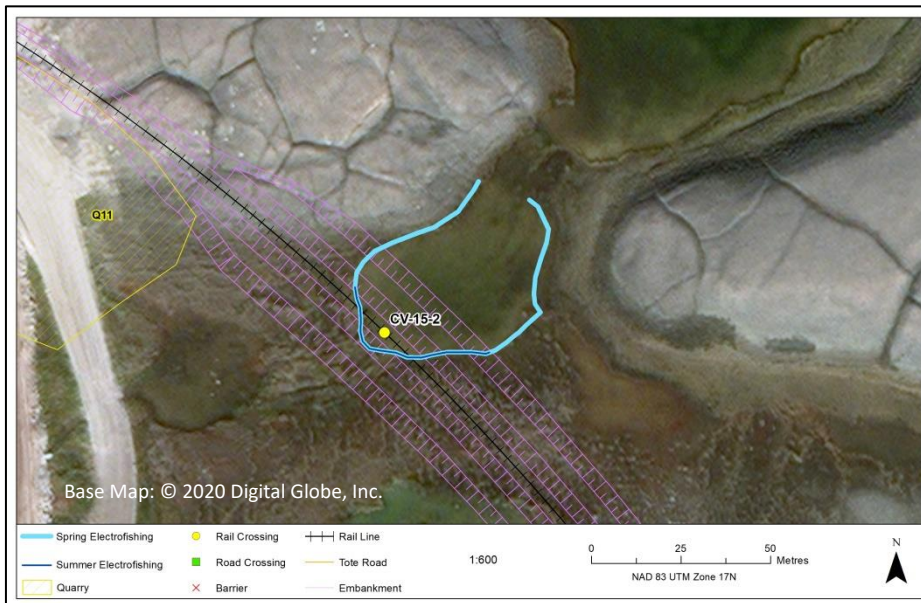 Q11
CV-15-2
Base Map: © 2020 Digital Globe, Inc.
Spring Electrofishing
Rail Crossing
Rail Line
Summer Electrofishing
Road Crossing
Tote Road
1:600
0 25 50 Metres
Quarry
Barrier
Embankment
NAD 83 UTM Zone 17N
N